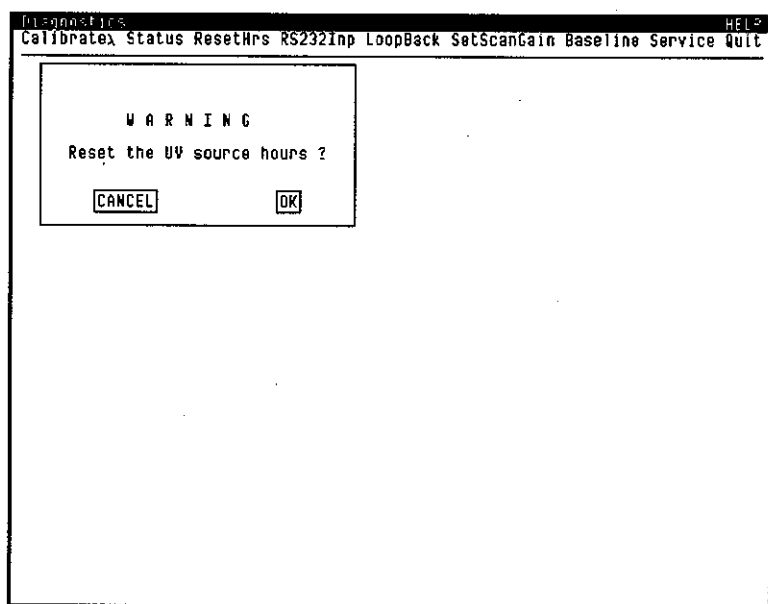 Diagnostics HELP
Calibrate Status ResetHrs RS232Inp LoopBack SetScanGain Baseline Service Quit
W A R N I N G
Reset the UV source hours ?
CANCEL OK